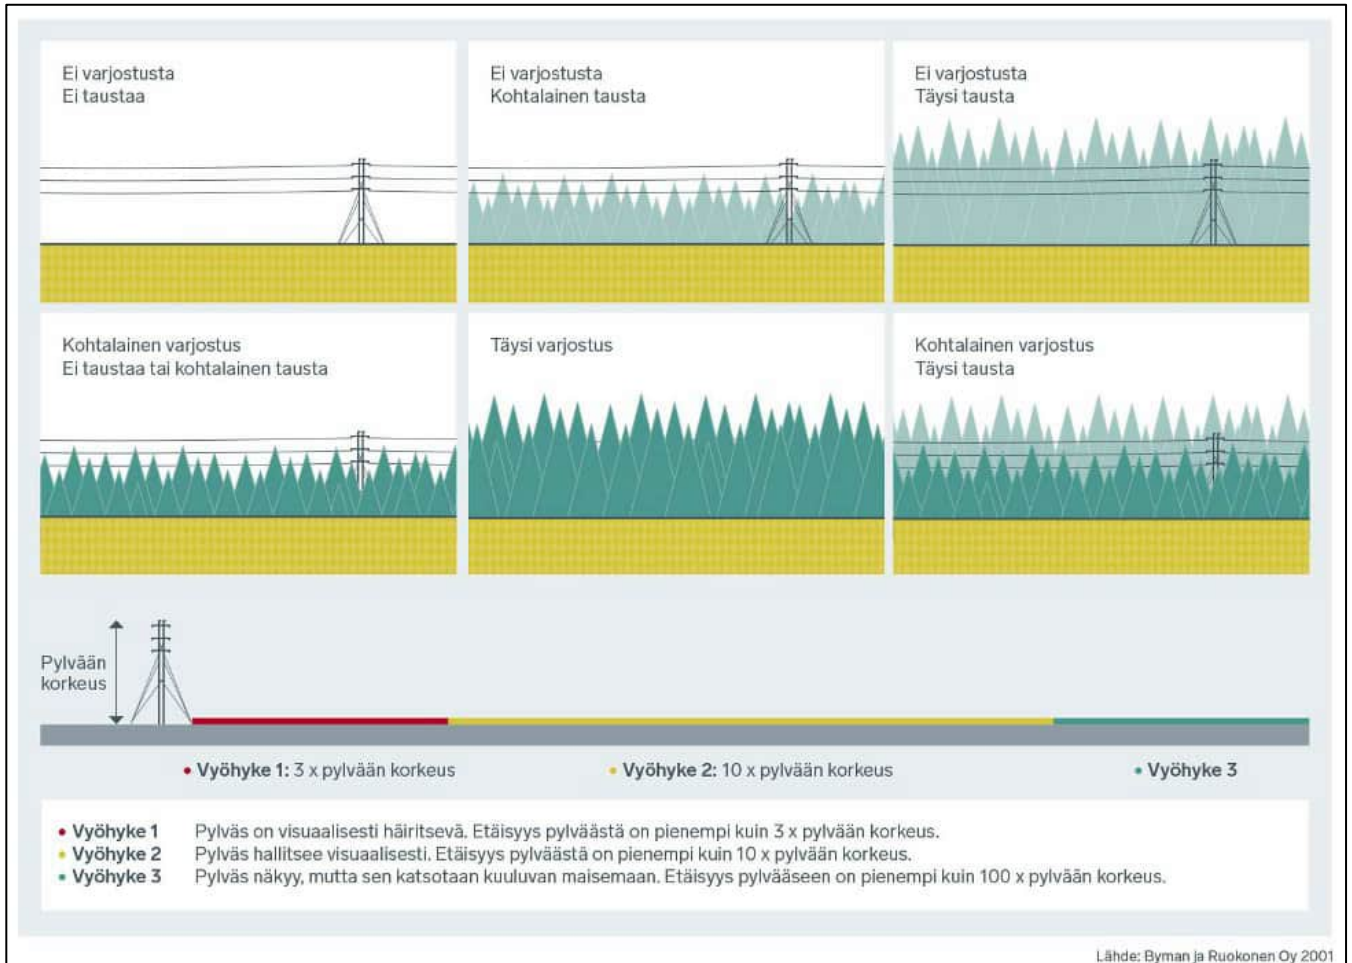 Ei varjostusta
Ei taustaa
Ei varjostusta
Kohtalainen tausta
Ei varjostusta
Täysi tausta
Kohtalainen varjostus
Ei taustaa tai kohtalainen tausta
Täysi varjostus
Kohtalainen varjostus
Täysi tausta
Pylvään
korkeus
• Vyöhyke 1: 3 x pylvään korkeus
• Vyöhyke 2: 10 x pylvään korkeus
• Vyöhyke 3
• Vyöhyke 1 Pylväs on visuaalisesti häiritsevä. Etäisyys pylväästä on pienempi kuin 3 x pylvään korkeus.
• Vyöhyke 2 Pylväs hallitsee visuaalisesti. Etäisyys pylväästä on pienempi kuin 10 x pylvään korkeus.
• Vyöhyke 3 Pylväs näkyy, mutta sen katsotaan kuuluvan maisemaan. Etäisyys pylvääseen on pienempi kuin 100 x pylvään korkeus.
Lähde: Byman ja Ruokonen Oy 2001